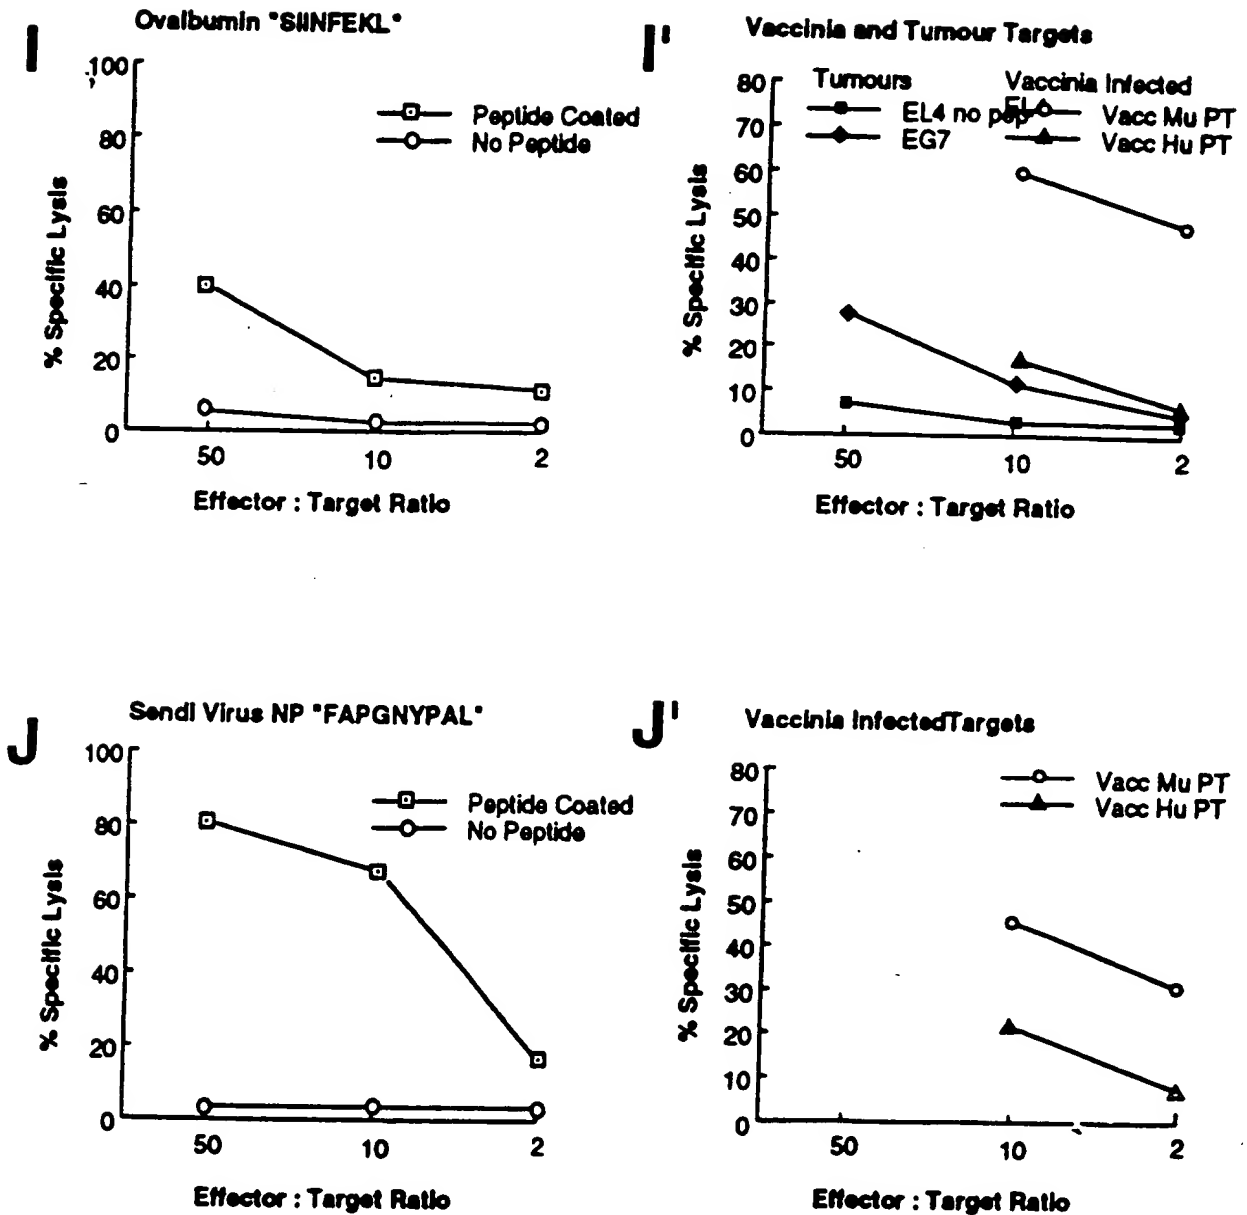 I
Ovalbumin "SIINFEKL"
100
80
60
40
20
0
% Specific Lysis
Peptide Coated
No Peptide
50 10 2
Effector : Target Ratio
I'
Vaccinia and Tumour Targets
Tumours Vaccinia Infected
EL4 no pep Vacc Mu PT
EG7 Vacc Hu PT
80
70
60
50
40
30
20
10
0
% Specific Lysis
50 10 2
Effector : Target Ratio
J
Sendi Virus NP "FAPGNYPAL"
100
80
60
40
20
0
% Specific Lysis
Peptide Coated
No Peptide
50 10 2
Effector : Target Ratio
J'
Vaccinia InfectedTargets
80
70
60
50
40
30
20
10
0
% Specific Lysis
Vacc Mu PT
Vacc Hu PT
50 10 2
Effector : Target Ratio